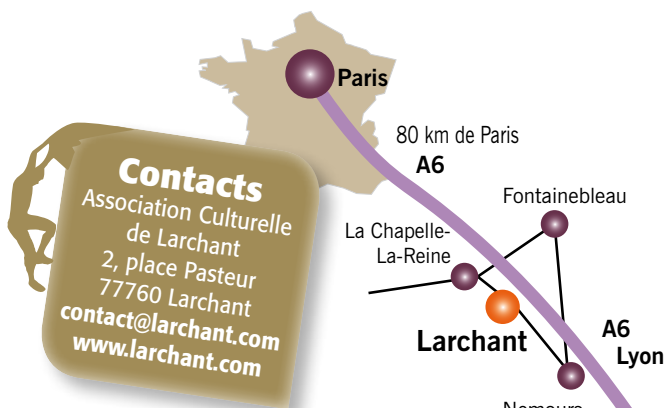 Paris
80 km de Paris
A6
Fontainebleau
La Chapelle-
La-Reine
Larchant
A6
Lyon
Contacts
Association Culturelle
de Larchant
2, place Pasteur
77760 Larchant
contact@larchant.com
www.larchant.com
Nemours